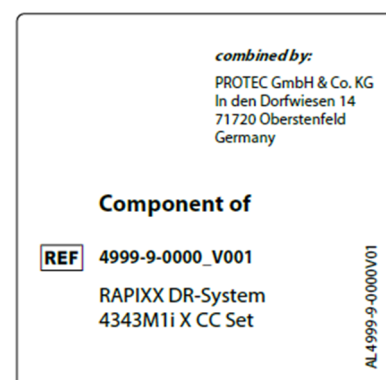 combined by:
PROTEC GmbH & Co. KG
In den Dorfwiesen 14
71720 Oberstenfeld
Germany
Component of
REF 4999-9-0000_V001
RAPIXX DR-System
4343M1i X CC Set
AL4999-9-0000V01